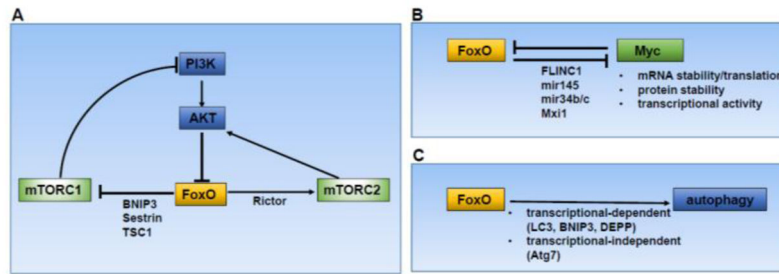 A
PI3K
AKT
mTORC1
FoxO
mTORC2
BNIP3
Sestrin
TSC1
Rictor
B
FoxO
Myc
FLINC1
mir145
mir34b/c
Mxi1
• mRNA stability/translation
• protein stability
• transcriptional activity
C
FoxO
autophagy
• transcriptional-dependent
(LC3, BNIP3, DEPP)
• transcriptional-independent
(Atg7)